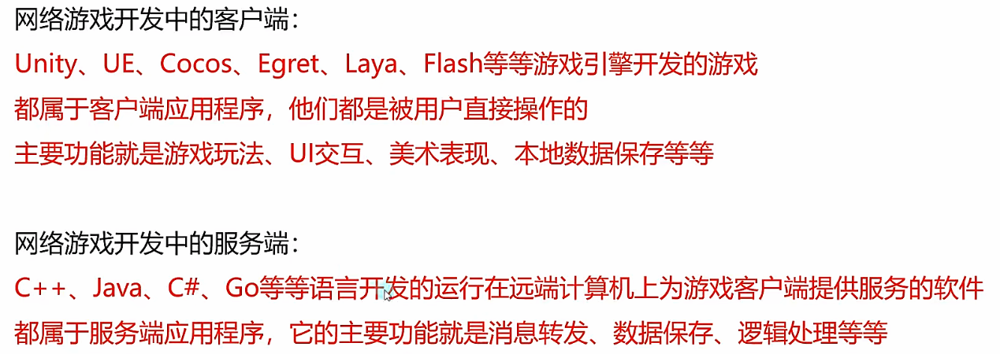 网络游戏开发中的客户端：
Unity、UE、Cocos、Egret、Laya、Flash等等游戏引擎开发的游戏
都属于客户端应用程序，他们都是被用户直接操作的
主要功能就是游戏玩法、UI交互、美术表现、本地数据保存等等
网络游戏开发中的服务端：
C++、Java、C#、Go等等语言开发的运行在远端计算机上为游戏客户端提供服务的软件
都属于服务端应用程序，它的主要功能就是消息转发、数据保存、逻辑处理等等